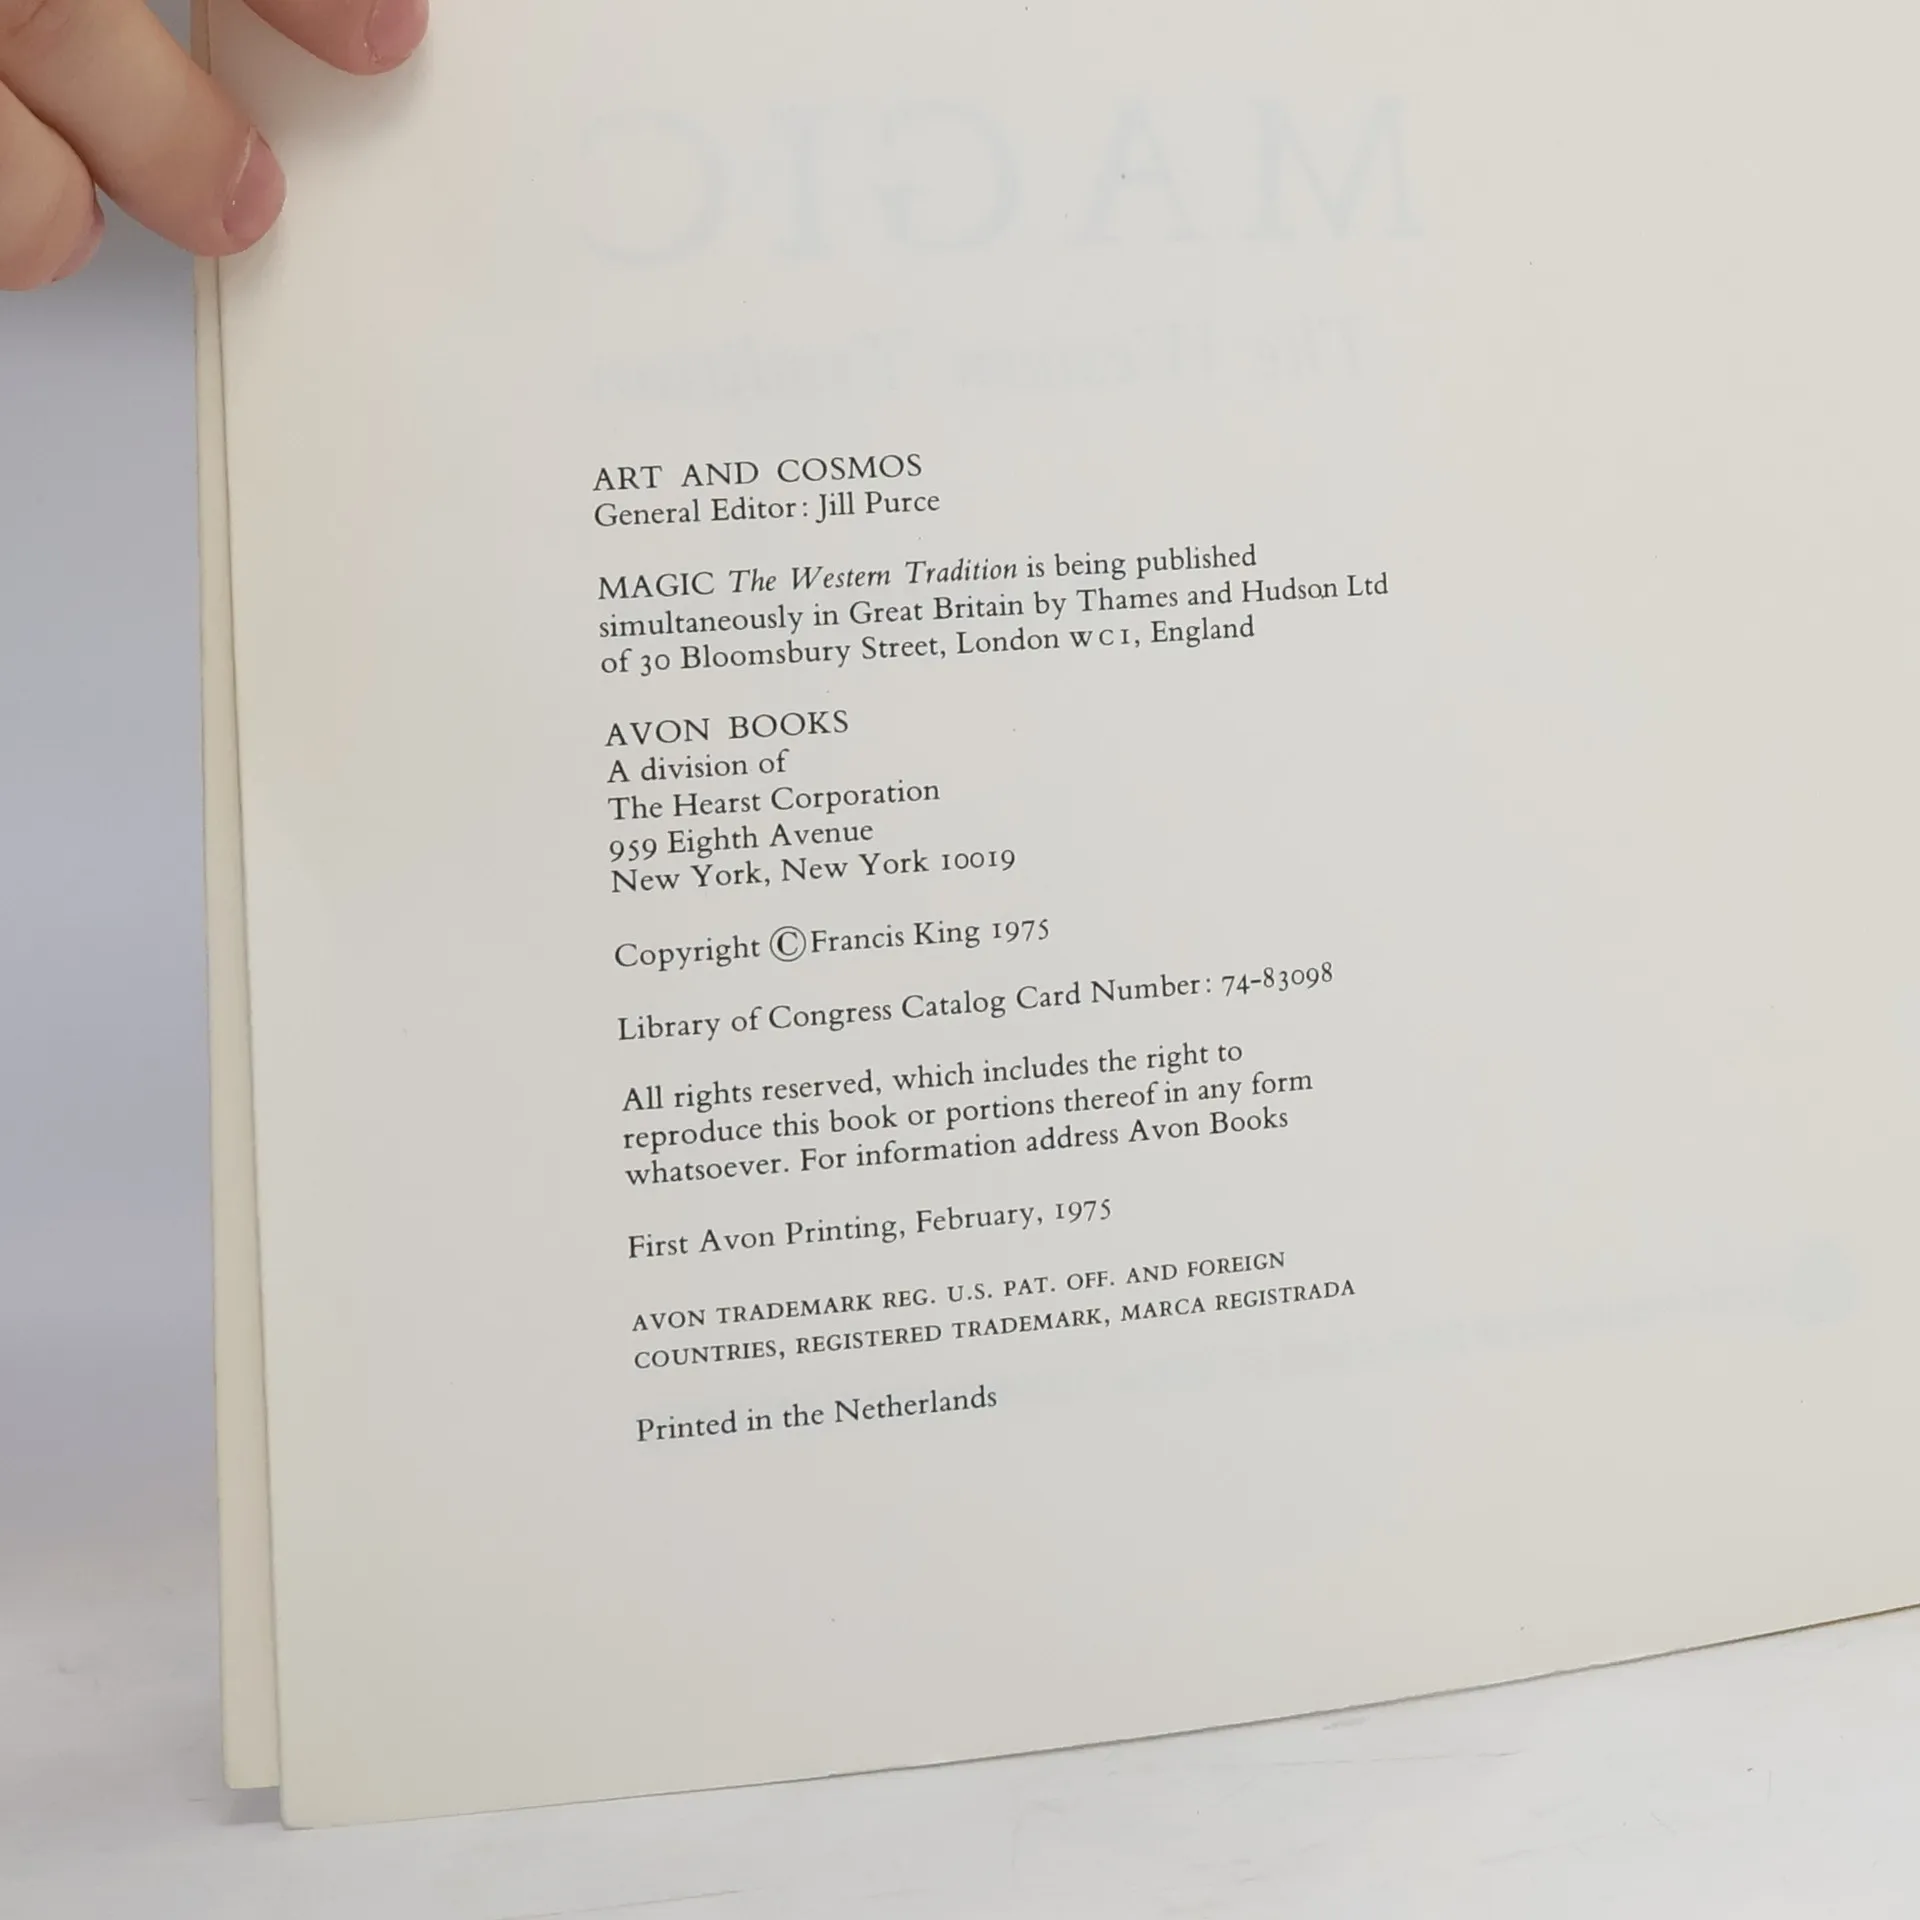 ART AND COSMOS
General Editor: Jill Purce
MAGIC The Western Tradition is being published
simultaneously in Great Britain by Thames and Hudson Ltd
of 30 Bloomsbury Street, London WC1, England
AVON BOOKS
A division of
The Hearst Corporation
959 Eighth Avenue
New York, New York 10019
Copyright © Francis King 1975
Library of Congress Catalog Card Number: 74-83098
All rights reserved, which includes the right to
reproduce this book or portions thereof in any form
whatsoever. For information address Avon Books
First Avon Printing, February, 1975
AVON TRADEMARK REG. U.S. PAT. OFF. AND FOREIGN
COUNTRIES, REGISTERED TRADEMARK, MARCA REGISTRADA
Printed in the Netherlands